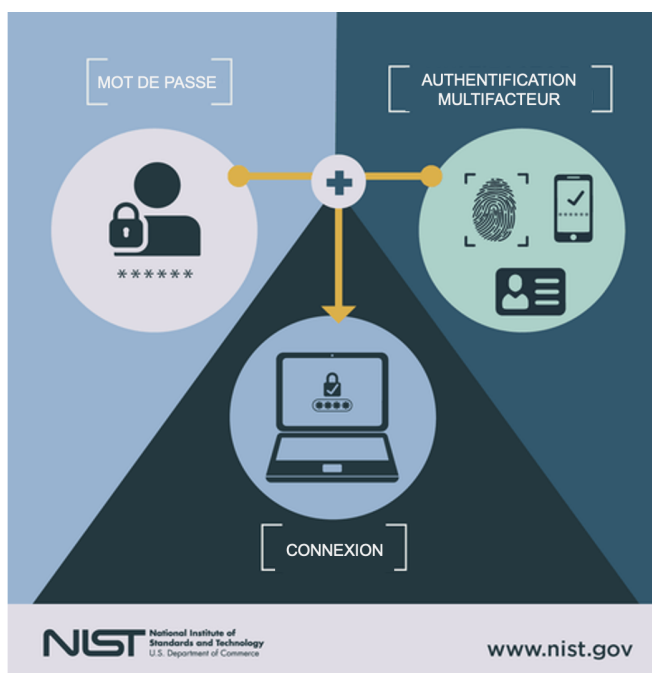 MOT DE PASSE
AUTHENTIFICATION
MULTIFACTEUR
******
****
CONNEXION
NIST
National Institute of
Standards and Technology
U.S. Department of Commerce
www.nist.gov